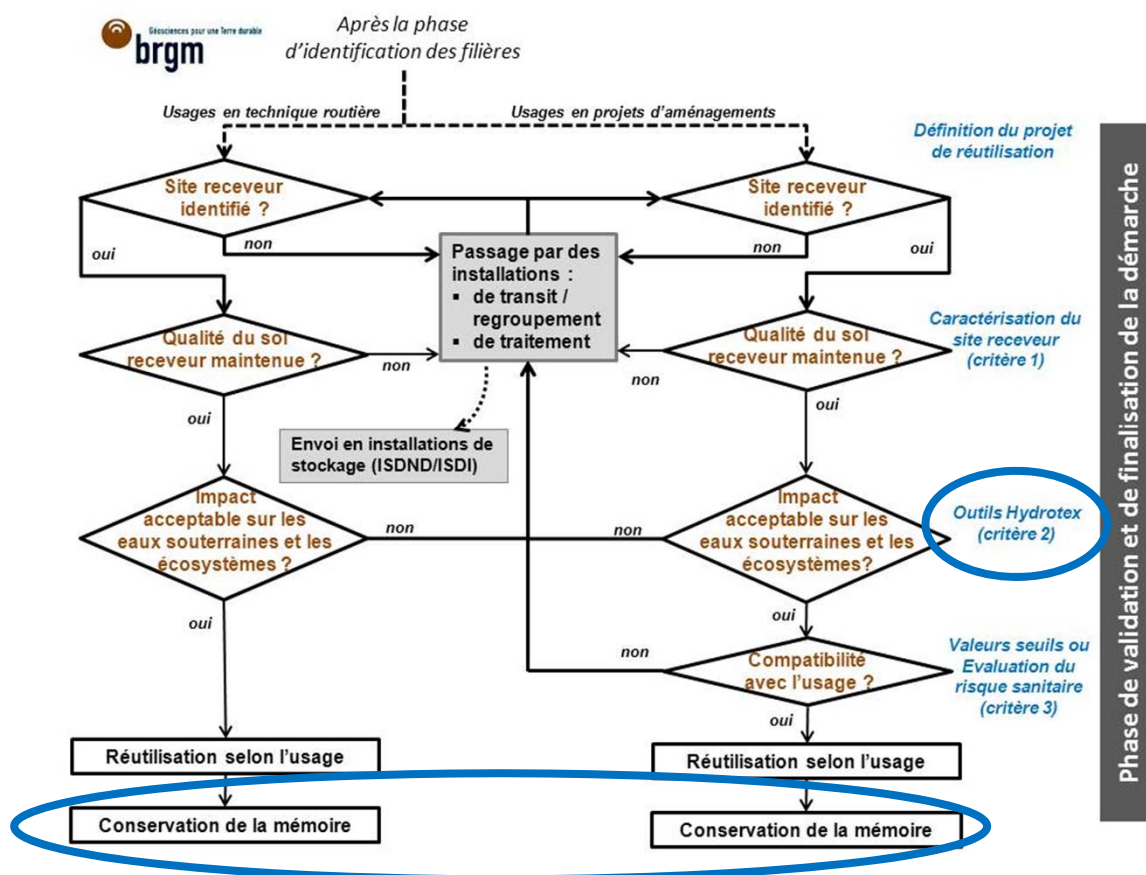 Géosciences pour une Terre durable
brgm
Après la phase
d'identification des filières
Usages en technique routière
Usages en projets d'aménagements
Définition du projet
de réutilisation
Site receveur
identifié ?
Site receveur
identifié ?
oui
non
Passage par des
installations :
▪ de transit /
regroupement
▪ de traitement
non
oui
Qualité du sol
receveur maintenue ?
non
Qualité du sol
receveur maintenue ?
non
Caractérisation du
site receveur
(critère 1)
oui
oui
Envoi en installations de
stockage (ISDND/ISDI)
Impact
acceptable sur les
eaux souterraines et les
écosystèmes ?
non
non
Impact
acceptable sur les
eaux souterraines et les
écosystèmes?
Outils Hydrotex
(critère 2)
oui
oui
non
Compatibilité
avec l'usage ?
Valeurs seuils ou
Evaluation du
risque sanitaire
(critère 3)
oui
Réutilisation selon l'usage
Réutilisation selon l'usage
Conservation de la mémoire
Conservation de la mémoire
Phase de validation et de finalisation de la démarche